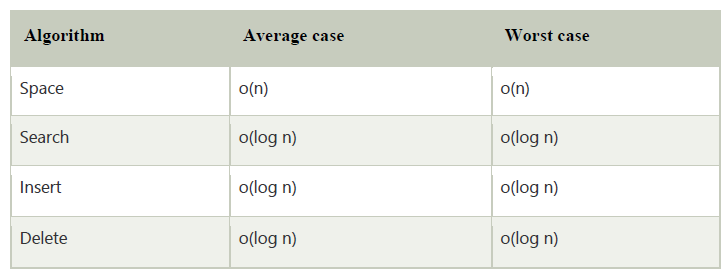 Algorithm Average case Worst case
Space o(n) o(n)
Search o(log n) o(log n)
Insert o(log n) o(log n)
Delete o(log n) o(log n)